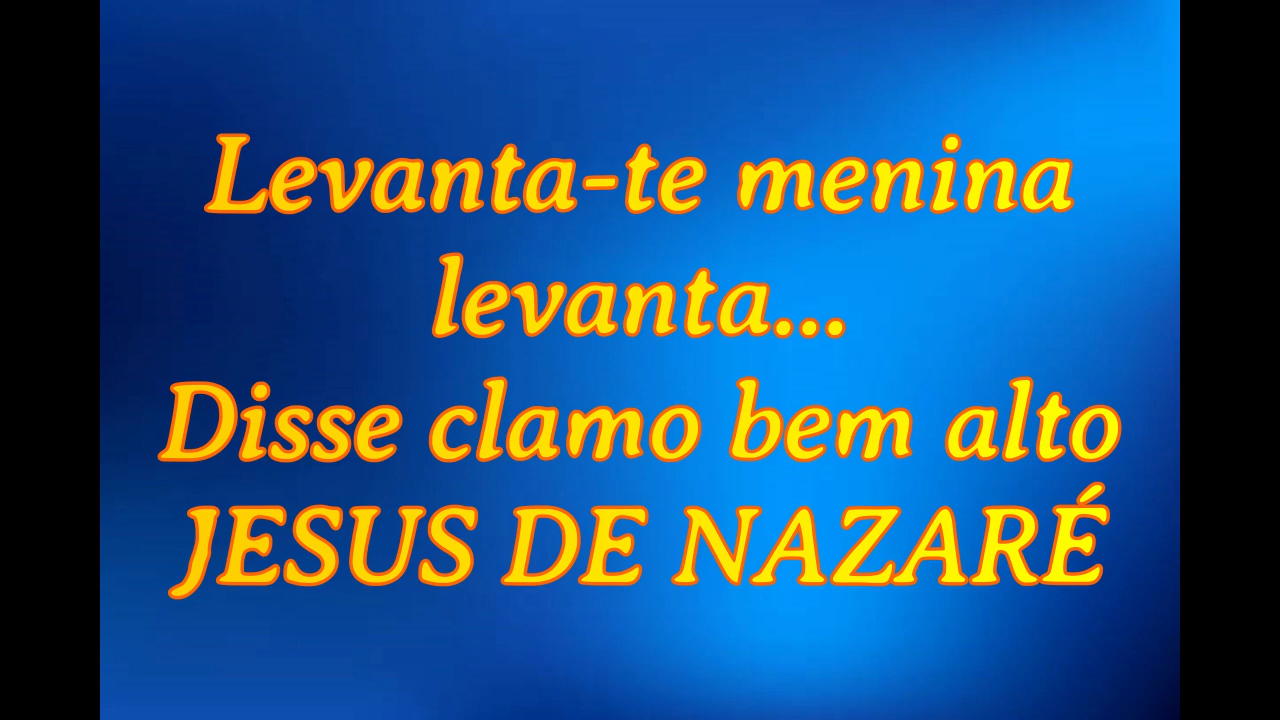 Levanta-te menina
levanta...
Disse clamo bem alto
JESUS DE NAZARÉ